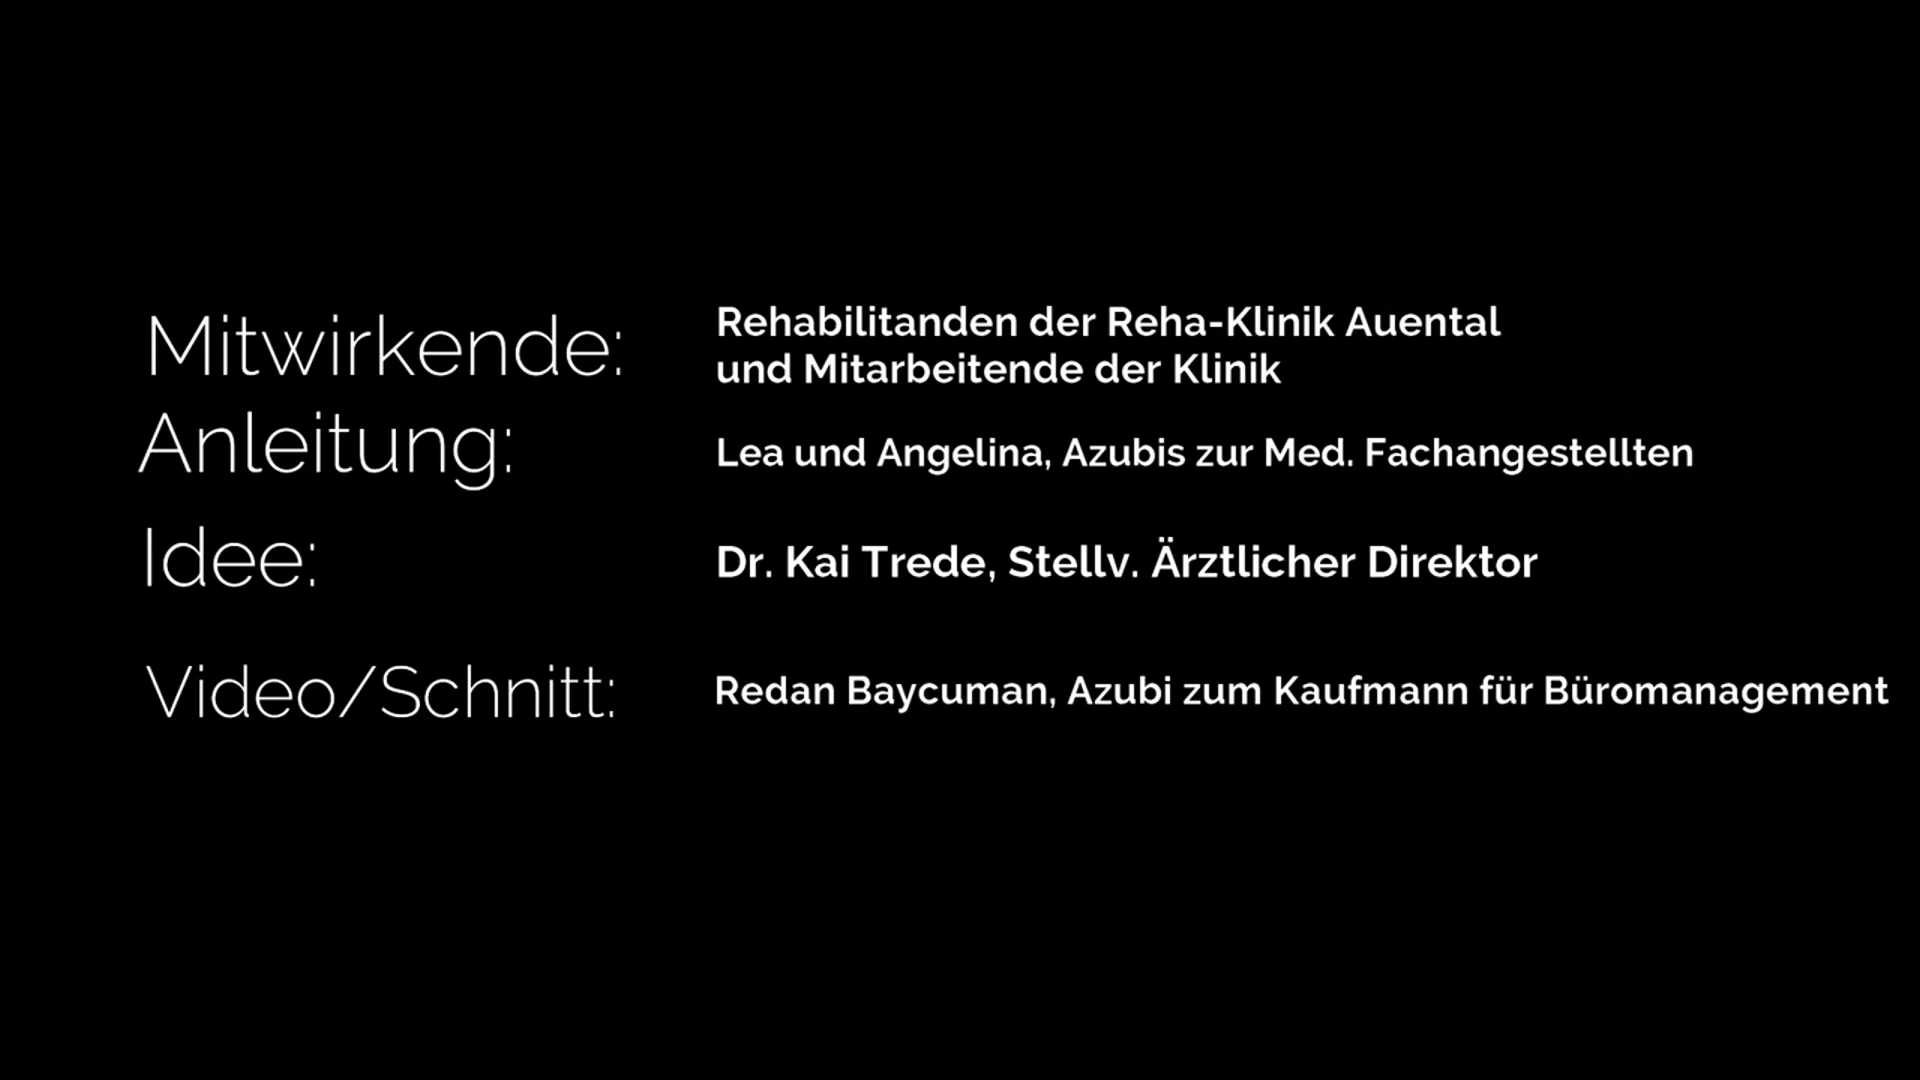 Mitwirkende:
Rehabilitanden der Reha-Klinik Auental
und Mitarbeitende der Klinik
Anleitung:
Lea und Angelina, Azubis zur Med. Fachangestellten
Idee:
Dr. Kai Trede, Stellv. Ärztlicher Direktor
Video/Schnitt:
Redan Baycuman, Azubi zum Kaufmann für Büromanagement